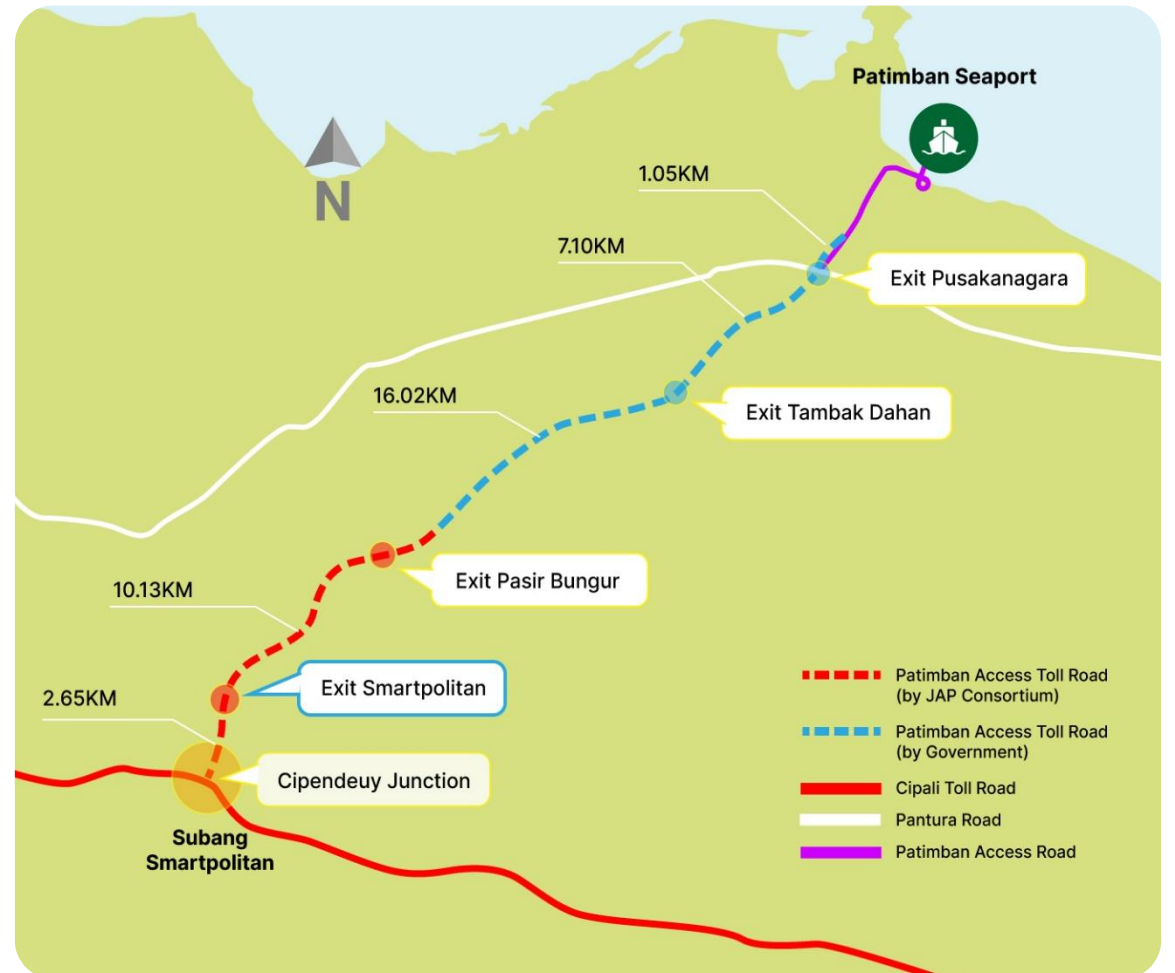 Patimban Seaport
N
1.05KM
7.10KM
Exit Pusakanagara
16.02KM
Exit Tambak Dahan
Exit Pasir Bungur
10.13KM
Exit Smartpolitan
2.65KM
Cipendeuy Junction
Subang
Smartpolitan
Patimban Access Toll Road
(by JAP Consortium)
Patimban Access Toll Road
(by Government)
Cipali Toll Road
Pantura Road
Patimban Access Road